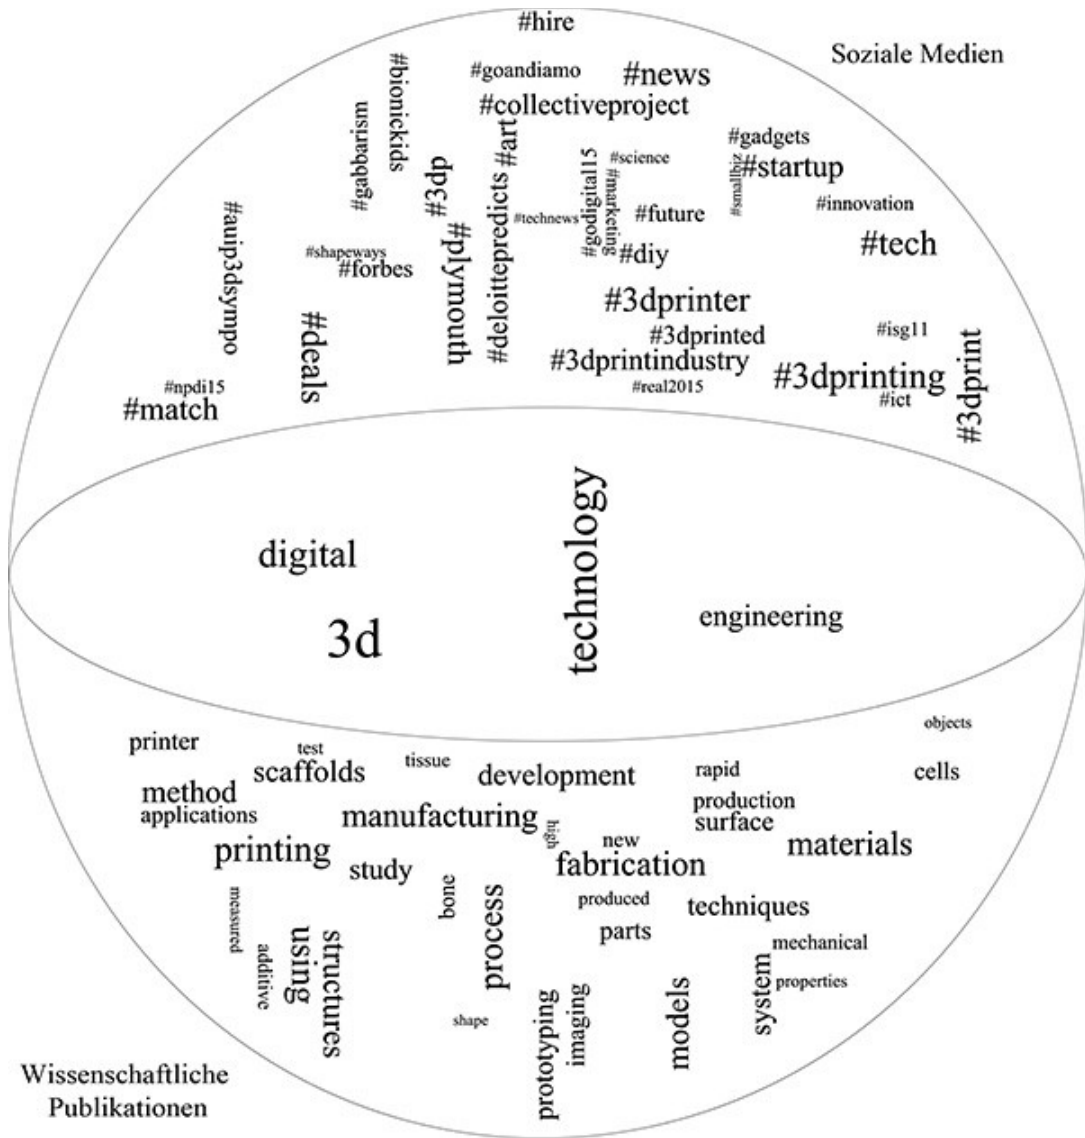 #hire
Soziale Medien
#goandiamo
#news
#bionickids
#collectiveproject
#gabbarism
#art
#gadgets
#3dp
#science
#smallbiz
#startup
#godigital15
#marketing
#deloittepredicts
#technews
#future
#innovation
#auip3dsympo
#plymouth
#shapeways
#forbes
#diy
#tech
#deals
#3dprinter
#3dprinted
#isg11
#3dprintindustry
#3dprint
#3dprinting
#npdi15
#real2015
#ict
#match
technology
digital
engineering
3d
objects
printer
test
tissue
scaffolds
development
rapid
cells
method
applications
production
manufacturing
surface
high
new
materials
printing
fabrication
study
bone
process
produced
techniques
measured
parts
additive
using
structures
mechanical
system
properties
models
shape
prototyping
imaging
Wissenschaftliche
Publikationen